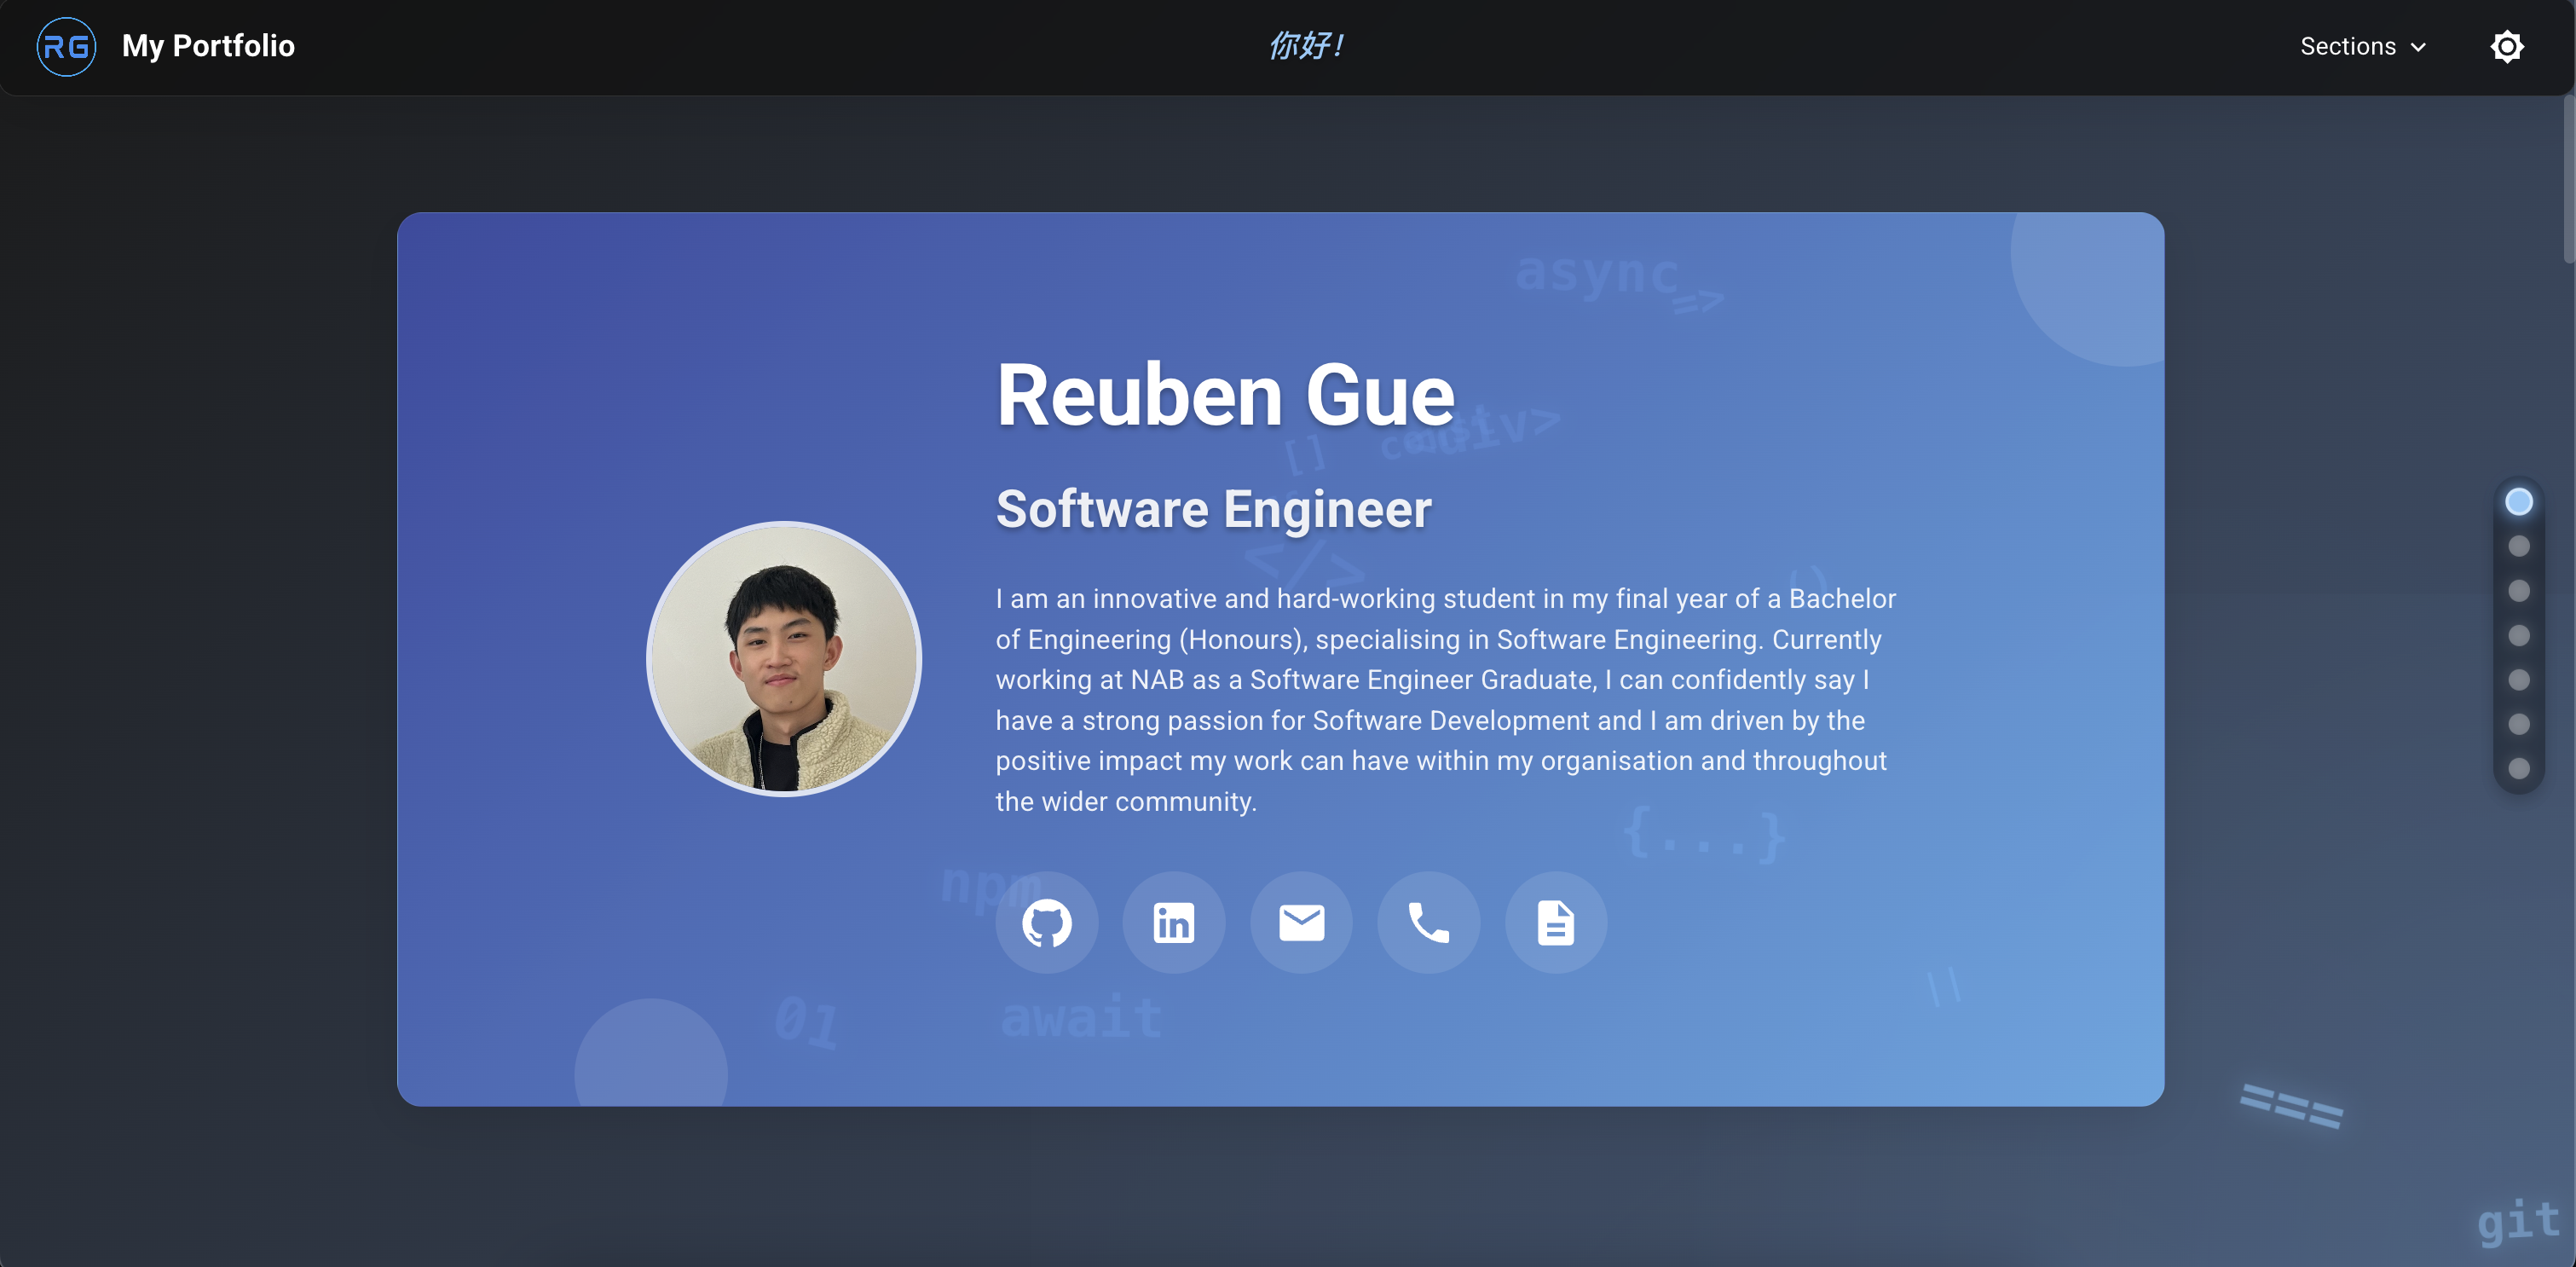 RG My Portfolio
你好!
Sections
async
=>
Reuben Gue
[]
const
<div>
Software Engineer
</>
()
I am an innovative and hard-working student in my final year of a Bachelor
of Engineering (Honours), specialising in Software Engineering. Currently
working at NAB as a Software Engineer Graduate, I can confidently say I
have a strong passion for Software Development and I am driven by the
positive impact my work can have within my organisation and throughout
the wider community.
{...}
npm
in
01
await
||
===
git